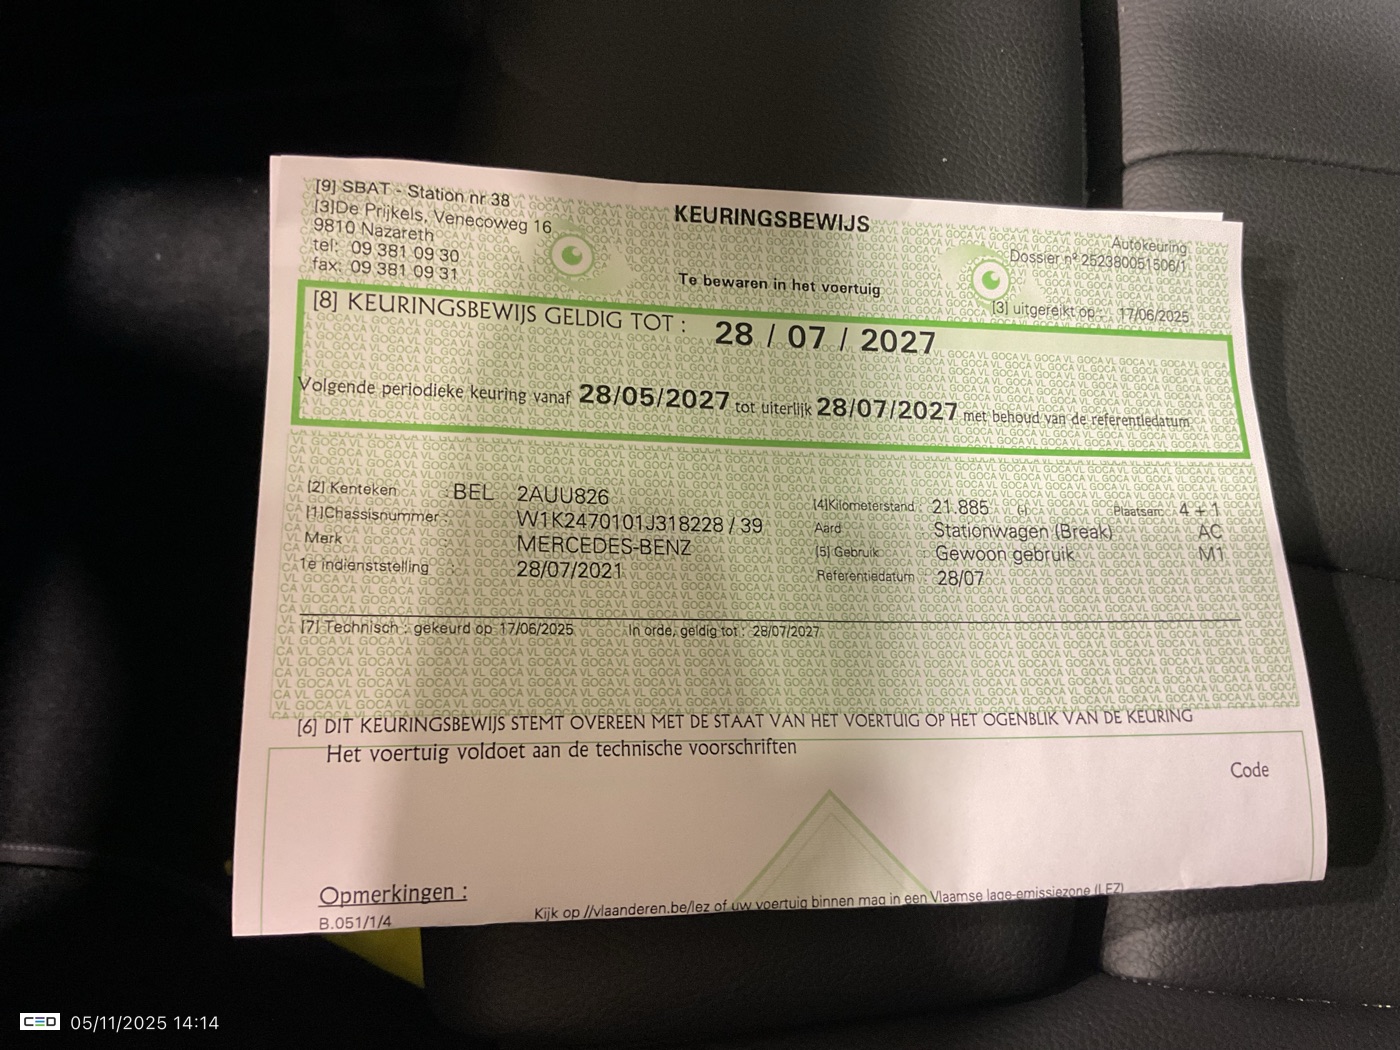 [9] SBAT - Station nr 38
[3]De Prijkels, Venecoweg 16
9810 Nazareth
tel: 09 381 09 30
fax: 09 381 09 31
KEURINGSBEWIJS
Te bewaren in het voertuig
Autokeuring
Dossier nº 252380051506/1
[3] uitgereikt op : 17/06/2025
[8] KEURINGSBEWIJS GELDIG TOT : 28 / 07 / 2027
Volgende periodieke keuring vanaf 28/05/2027 tot uiterlijk 28/07/2027 met behoud van de referentiedatum
[2] Kenteken : BEL 2AUU826
[1]Chassisnummer : W1K2470101J318228 / 39
Merk MERCEDES-BENZ
1e indienststelling : 28/07/2021
[4]Kilometerstand : 21.885 Plaatsen: 4 + 1
Aard : Stationwagen (Break) AC
[5] Gebruik : Gewoon gebruik M1
Referentiedatum : 28/07
[7] Technisch : gekeurd op 17/06/2025 In orde, geldig tot : 28/07/2027
[6] DIT KEURINGSBEWIJS STEMT OVEREEN MET DE STAAT VAN HET VOERTUIG OP HET OGENBLIK VAN DE KEURING
Het voertuig voldoet aan de technische voorschriften
Code
Opmerkingen :
B.051/1/4
Kijk op //vlaanderen.be/lez of uw voertuig binnen mag in een Vlaamse lage-emissiezone (LEZ)
CED 05/11/2025 14:14